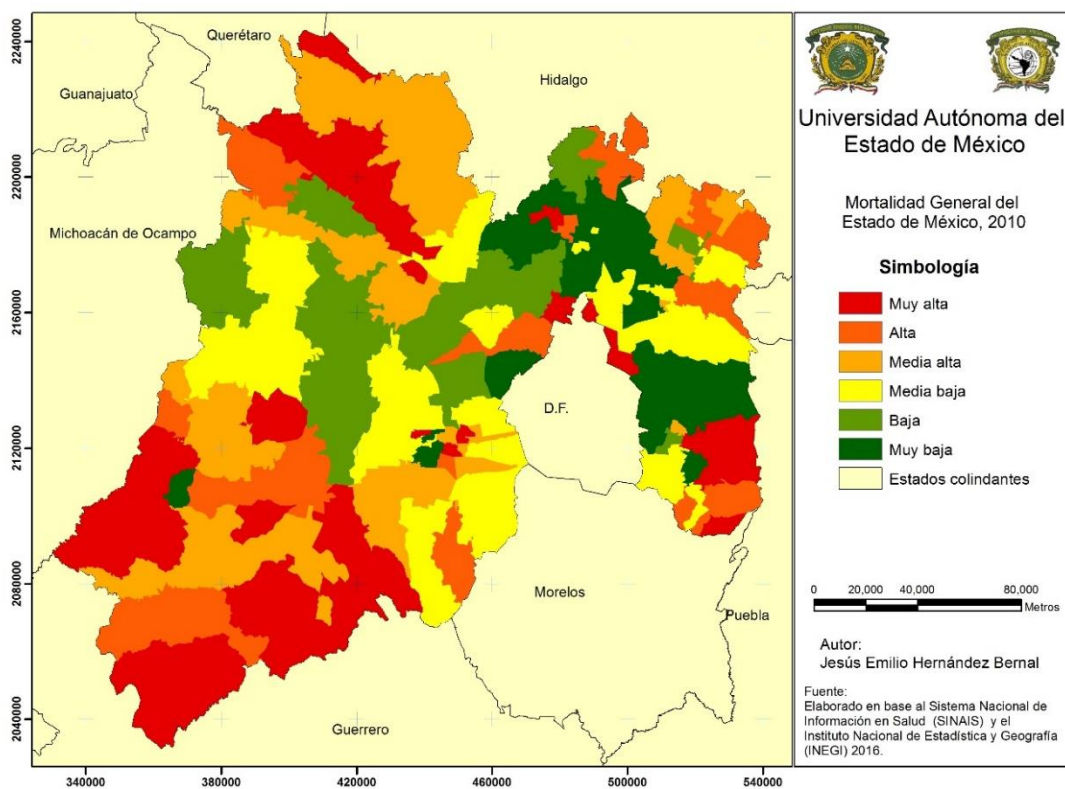 2240000
2200000
2160000
2120000
2080000
2040000
340000
380000
420000
460000
500000
540000
Querétaro
Guanajuato
Hidalgo
Michoacán de Ocampo
D.F.
Morelos
Puebla
Guerrero
Universidad Autónoma del
Estado de México
Mortalidad General del
Estado de México, 2010
Simbología
Muy alta
Alta
Media alta
Media baja
Baja
Muy baja
Estados colindantes
0 20,000 40,000 80,000
Metros
Autor:
Jesús Emilio Hernández Bernal
Fuente:
Elaborado en base al Sistema Nacional de
Información en Salud (SINAIS) y el
Instituto Nacional de Estadística y Geografía
(INEGI) 2016.